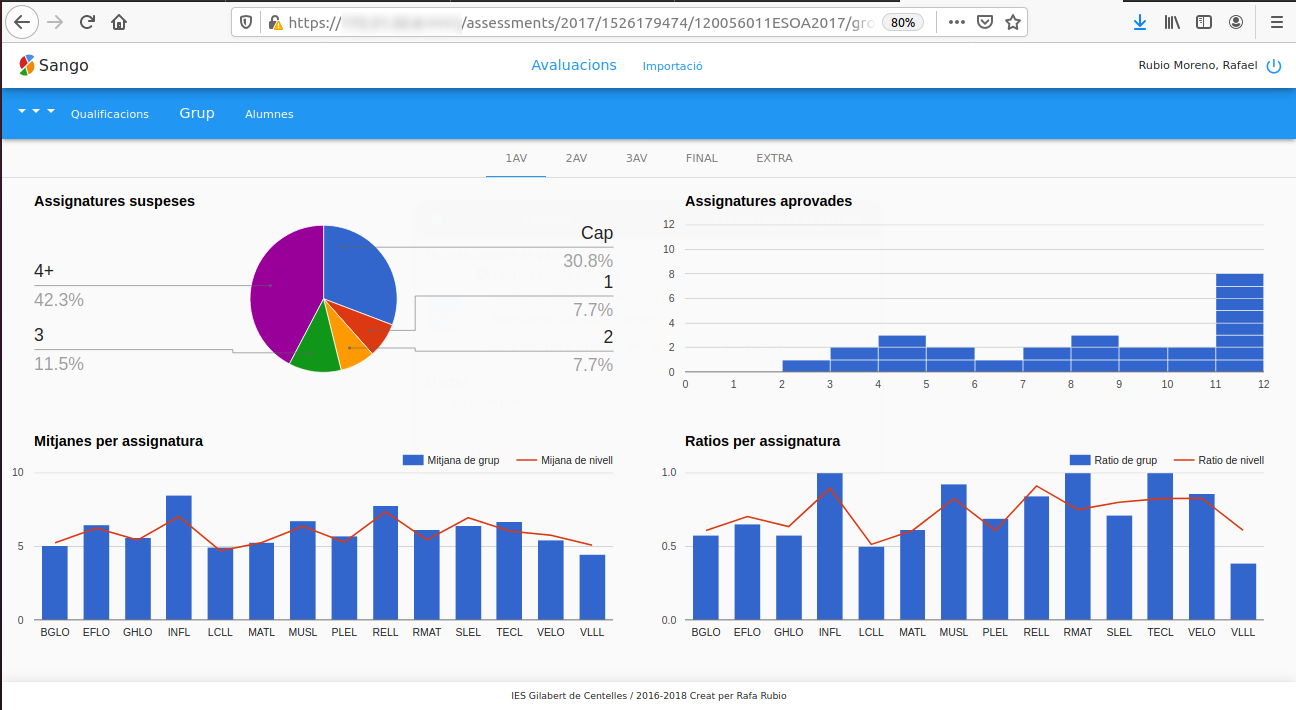 https://
/assessments/2017/1526179474/120056011ESOA2017/gro
80%
Sango
Avaluacions
Importació
Rubio Moreno, Rafael
Qualificacions
Grup
Alumnes
1AV
2AV
3AV
FINAL
EXTRA
Assignatures suspeses
Cap
30.8%
1
7.7%
2
7.7%
4+
42.3%
3
11.5%
Assignatures aprovades
12
10
8
6
4
2
0
0 1 2 3 4 5 6 7 8 9 10 11 12
Mitjanes per assignatura
Mitjana de grup
Mijana de nivell
10
5
0
BGLO EFLO GHLO INFL LCLL MATL MUSL PLEL RELL RMAT SLEL TECL VELO VLLL
Ratios per assignatura
Ratio de grup
Ratio de nivell
1.0
0.5
0.0
BGLO EFLO GHLO INFL LCLL MATL MUSL PLEL RELL RMAT SLEL TECL VELO VLLL
IES Gilabert de Centelles / 2016-2018 Creat per Rafa Rubio